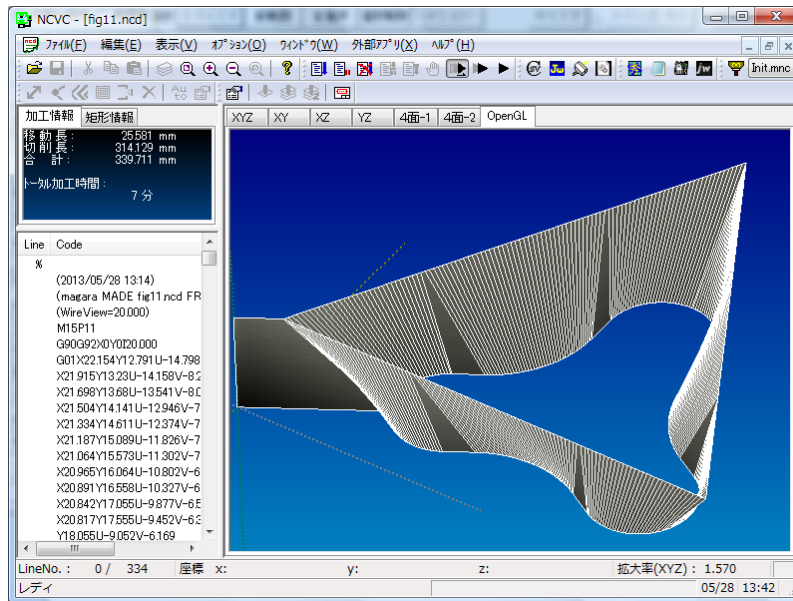 NCVC - [fig11.ncd]
ﾌｧｲﾙ(F) 編集(E) 表示(V) ｵﾌﾟｼｮﾝ(O) ｳｨﾝﾄﾞｳ(W) 外部ｱﾌﾟﾘ(X) ﾍﾙﾌﾟ(H)
Init.mnc
加工情報 矩形情報
XYZ XY XZ YZ 4面-1 4面-2 OpenGL
移動長: 25.581 mm
切削長: 314.129 mm
合 計: 339.711 mm
ﾄｰﾀﾙ加工時間:
7 分
Line Code
%
(2013/05/28 13:14)
(magara MADE fig11.ncd FR
(WireView=20.000)
M15P11
G90G92X0Y0I20.000
G01X22.154Y12.791U-14.798
X21.915Y13.23U-14.158V-8.2
X21.698Y13.68U-13.541V-8.0
X21.504Y14.141U-12.946V-7
X21.334Y14.611U-12.374V-7
X21.187Y15.089U-11.826V-7
X21.064Y15.573U-11.302V-7
X20.965Y16.064U-10.802V-6
X20.891Y16.558U-10.327V-6
X20.842Y17.055U-9.877V-6.5
X20.817Y17.555U-9.452V-6.3
Y18.055U-9.052V-6.169
LineNo. : 0 / 334 座標 x: y: z: 拡大率(XYZ) : 1.570
レディ 05/28 13:42